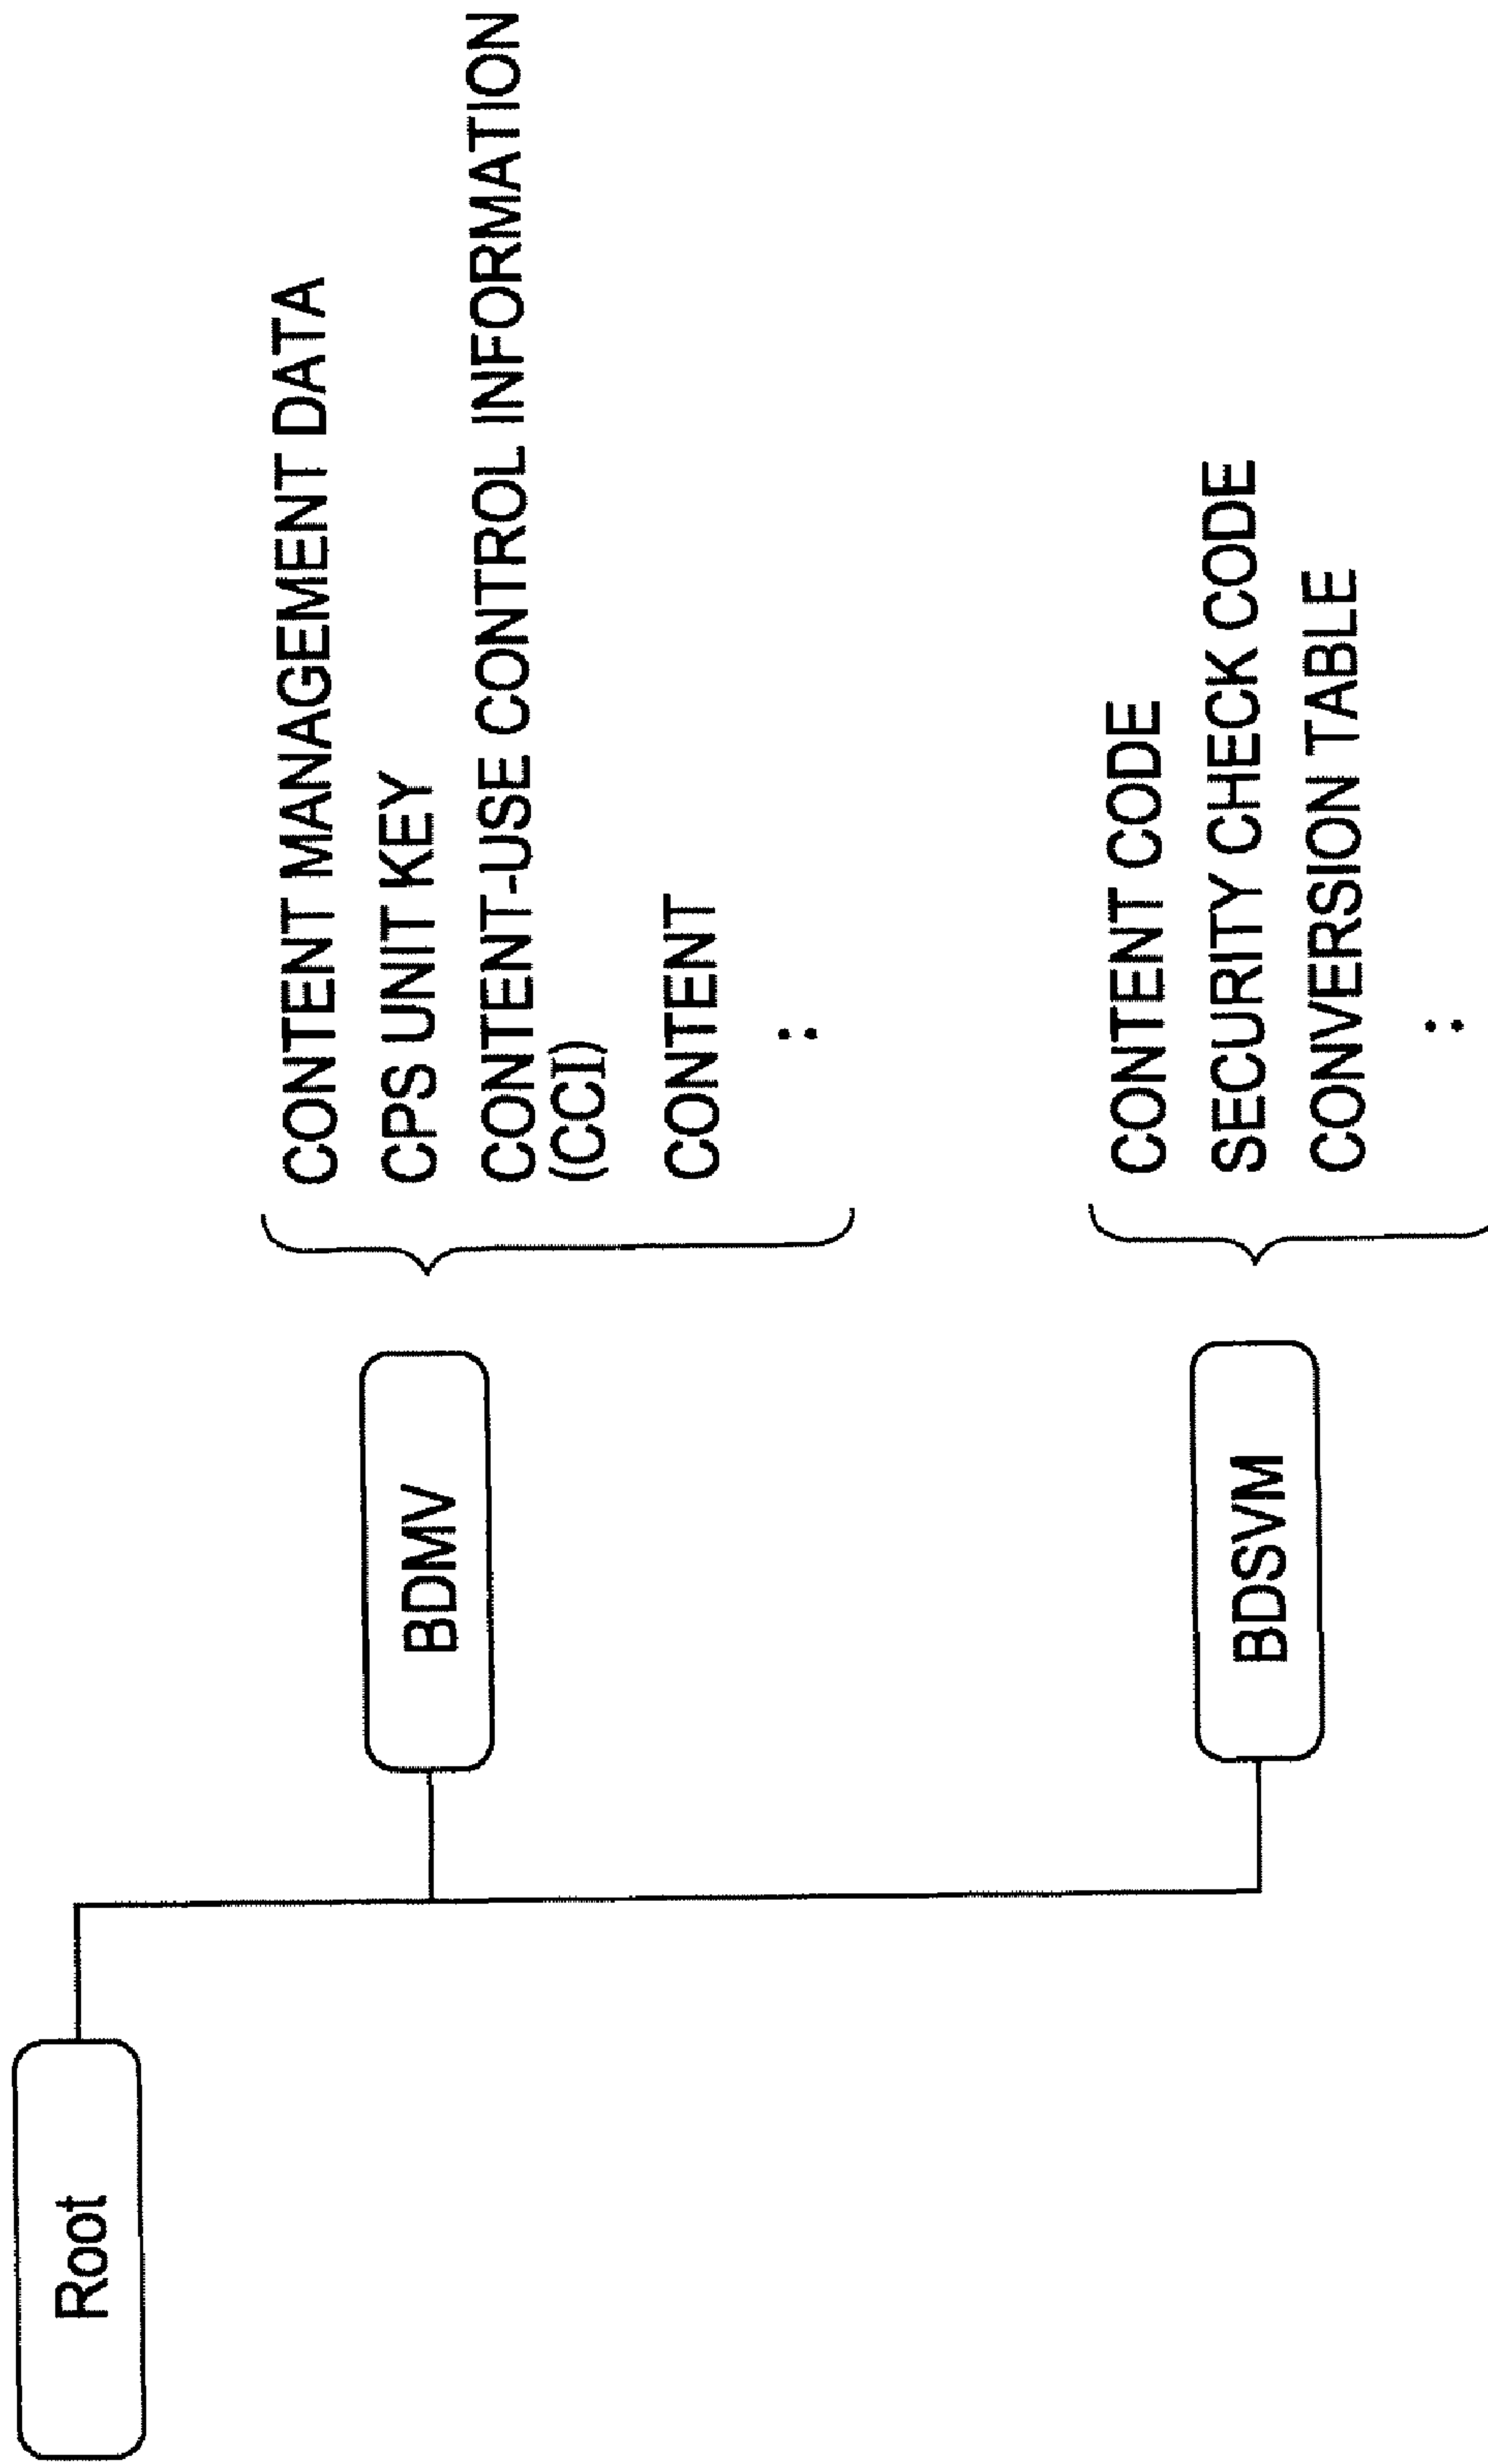 Root
BDMV
CONTENT MANAGEMENT DATA
CPS UNIT KEY
CONTENT-USE CONTROL INFORMATION
(CCI)
CONTENT
:
BDSVM
CONTENT CODE
SECURITY CHECK CODE
CONVERSION TABLE
: